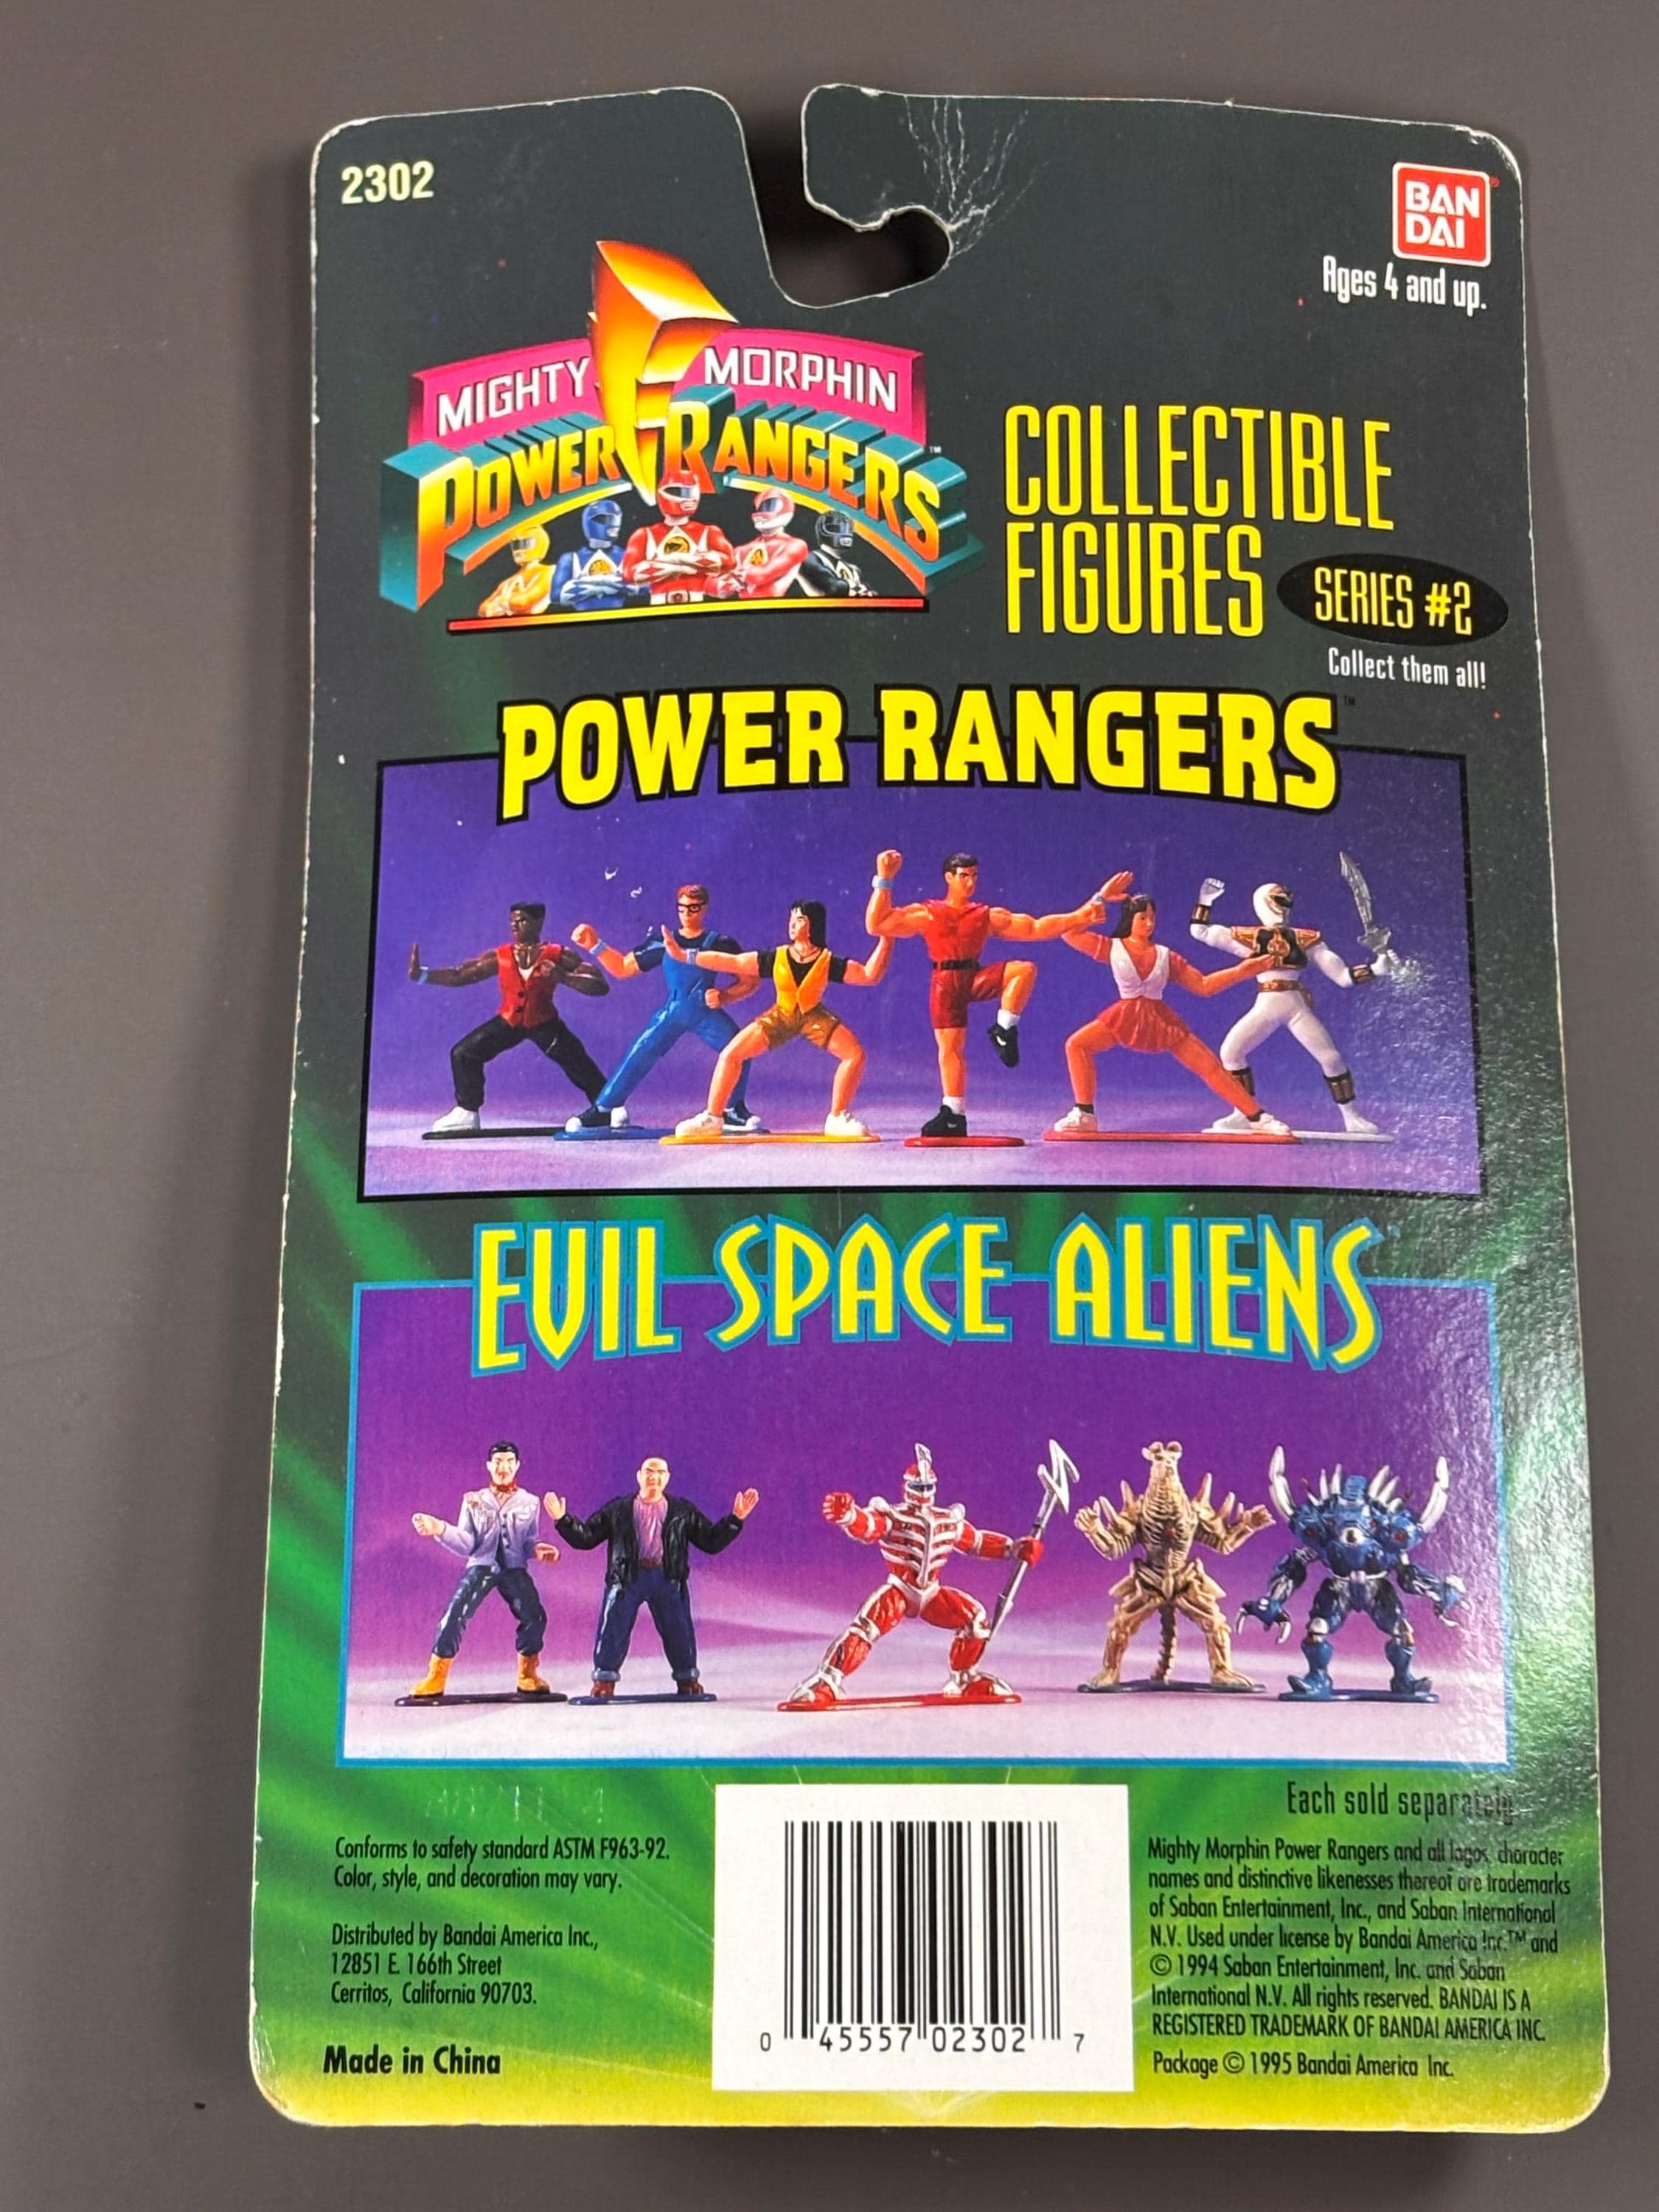 2302
BAN
DAI
Ages 4 and up.
MIGHTY MORPHIN
POWER RANGERS
COLLECTIBLE
FIGURES
SERIES #2
Collect them all!
POWER RANGERS™
EVIL SPACE ALIENS™
Each sold separately.
Conforms to safety standard ASTM F963-92.
Color, style, and decoration may vary.
Distributed by Bandai America Inc.,
12851 E. 166th Street
Cerritos, California 90703.
Made in China
0 45557 02302 7
Mighty Morphin Power Rangers and all logos, character
names and distinctive likenesses thereof are trademarks
of Saban Entertainment, Inc., and Saban International
N.V. Used under license by Bandai America Inc.™ and
© 1994 Saban Entertainment, Inc. and Saban
International N.V. All rights reserved. BANDAI IS A
REGISTERED TRADEMARK OF BANDAI AMERICA INC.
Package © 1995 Bandai America Inc.